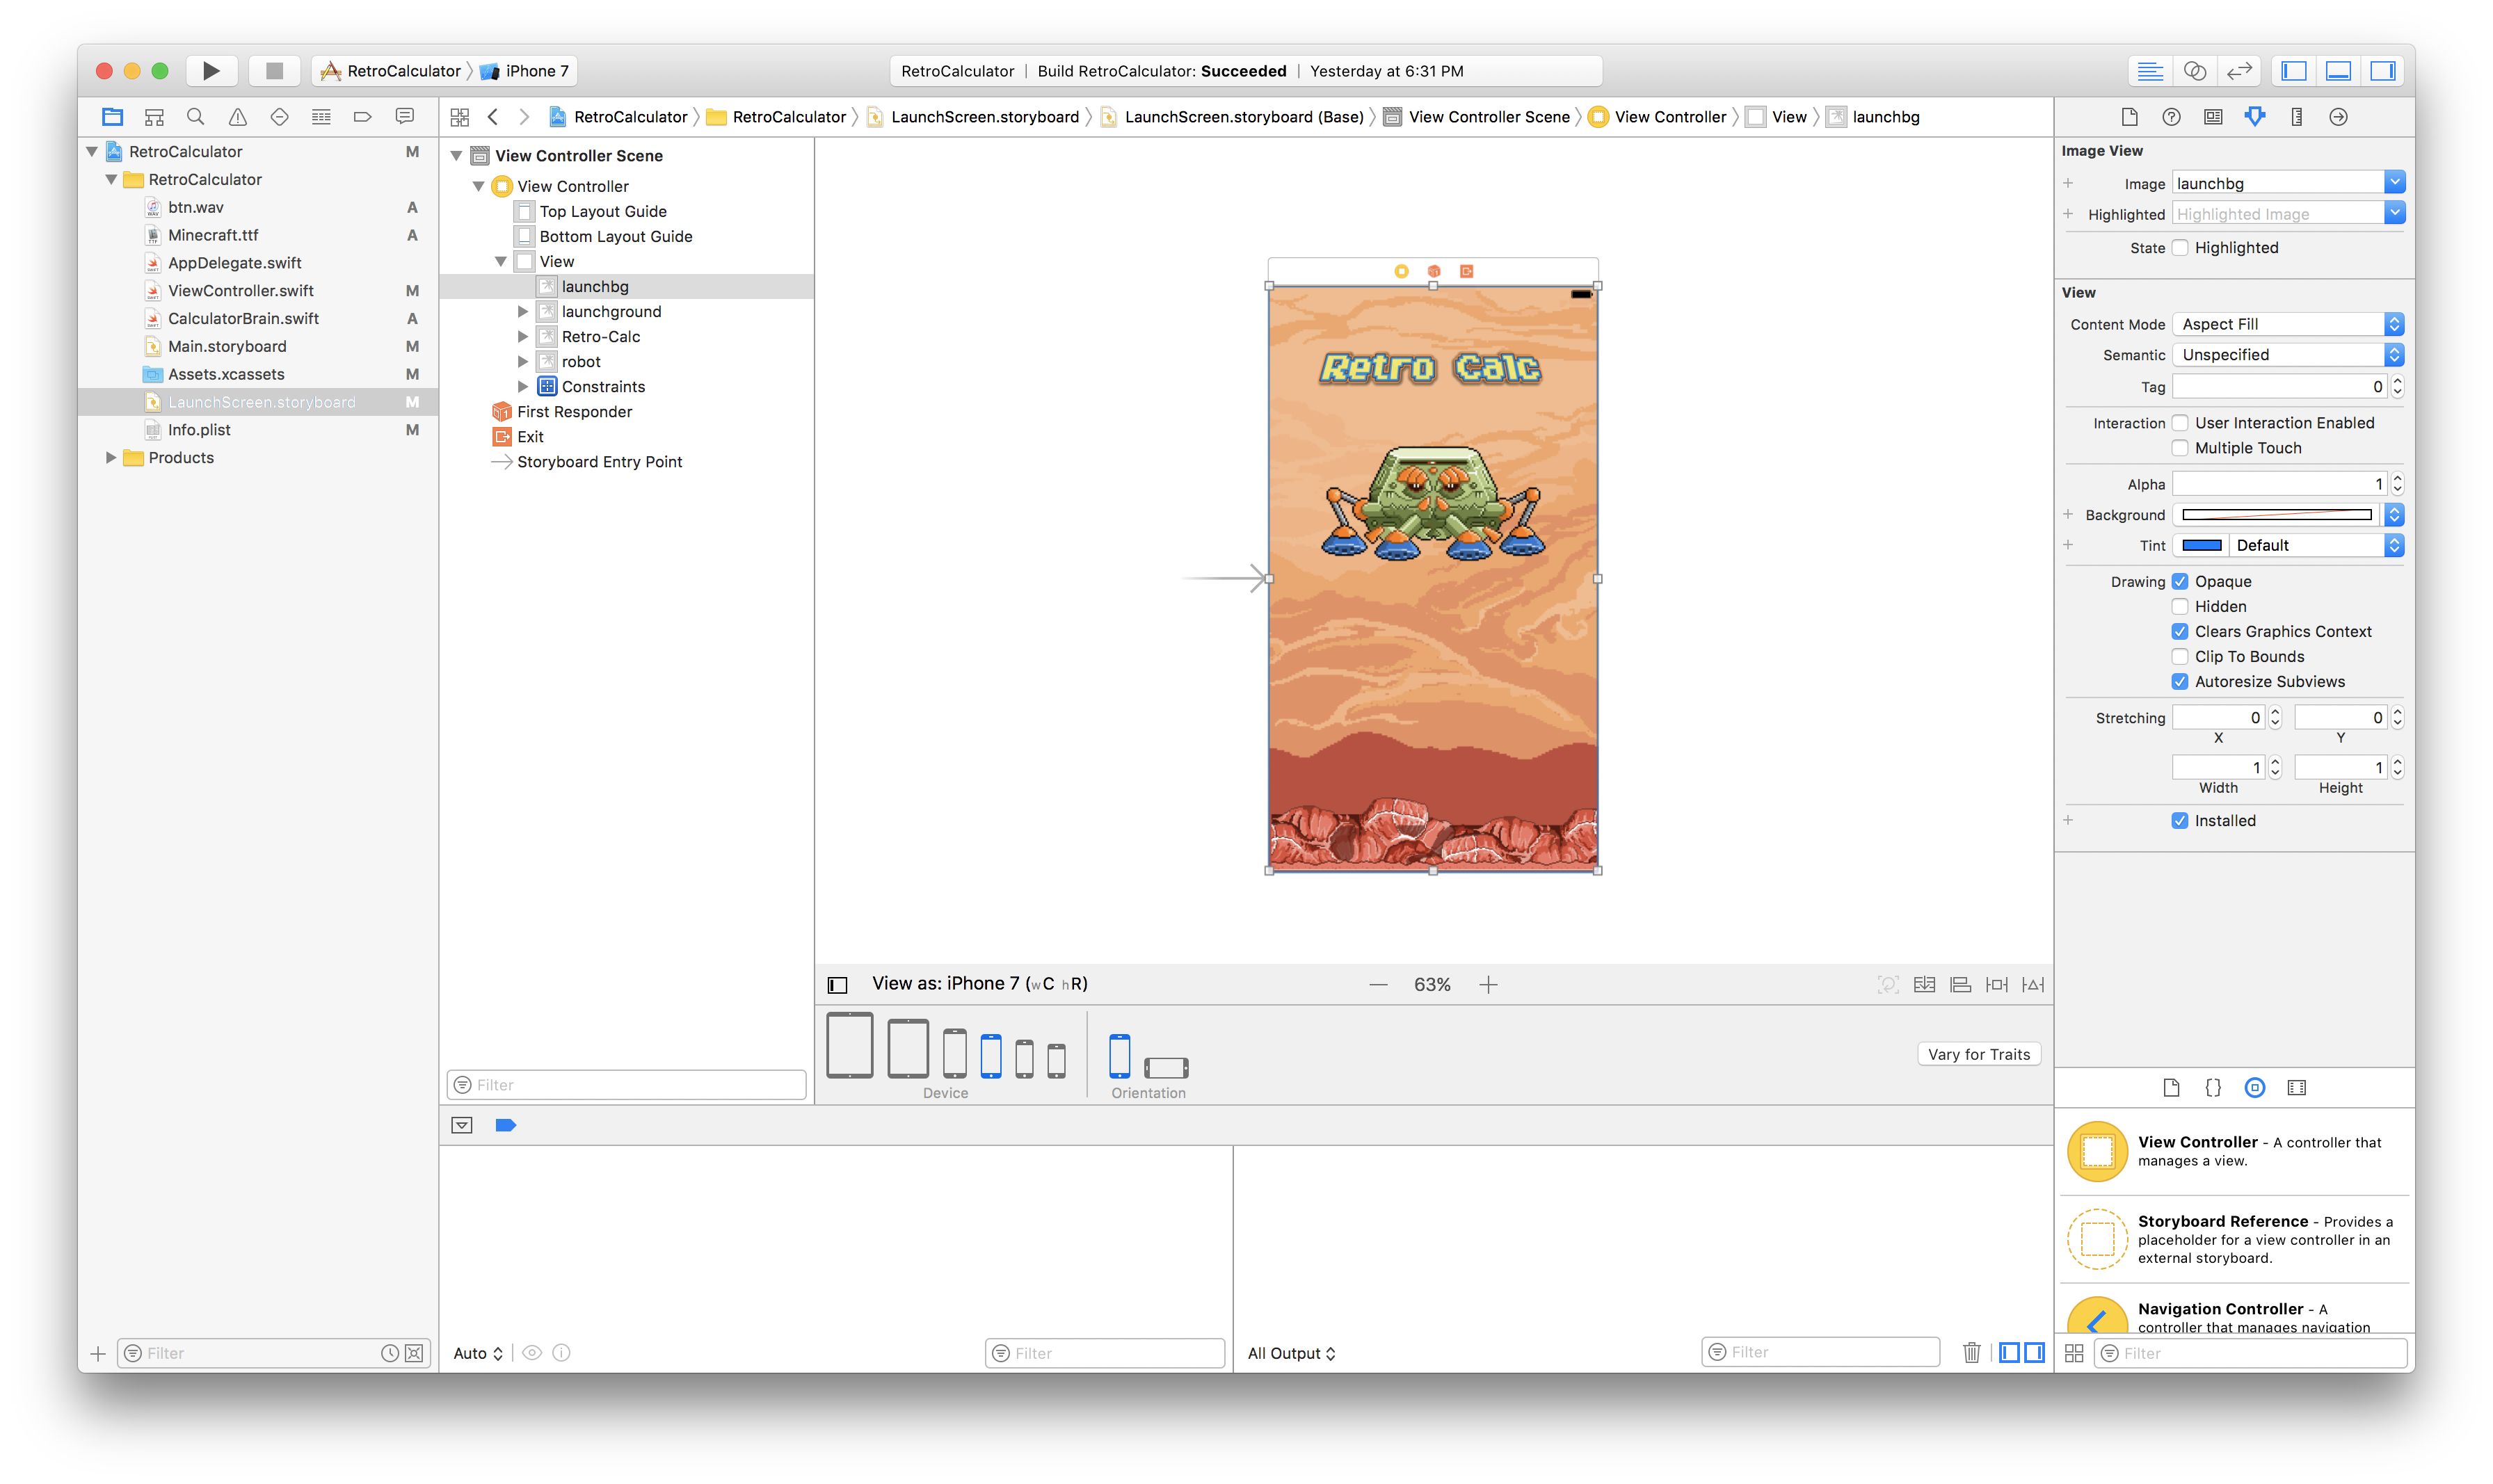 RetroCalculator iPhone 7
RetroCalculator | Build RetroCalculator: Succeeded | Yesterday at 6:31 PM
RetroCalculator RetroCalculator LaunchScreen.storyboard LaunchScreen.storyboard (Base) View Controller Scene View Controller View launchbg
RetroCalculator M
RetroCalculator
btn.wav A
Minecraft.ttf A
AppDelegate.swift
ViewController.swift M
CalculatorBrain.swift A
Main.storyboard M
Assets.xcassets M
LaunchScreen.storyboard M
Info.plist M
Products
Filter
View Controller Scene
View Controller
Top Layout Guide
Bottom Layout Guide
View
launchbg
launchground
Retro-Calc
robot
Constraints
First Responder
Exit
Storyboard Entry Point
Filter
Retro Calc
View as: iPhone 7 (wC hR)
63%
Device
Orientation
Vary for Traits
Auto
Filter
All Output
Filter
Image View
Image launchbg
Highlighted Highlighted Image
State Highlighted
View
Content Mode Aspect Fill
Semantic Unspecified
Tag 0
Interaction User Interaction Enabled
Multiple Touch
Alpha 1
Background
Tint Default
Drawing Opaque
Hidden
Clears Graphics Context
Clip To Bounds
Autoresize Subviews
Stretching 0 0
X Y
1 1
Width Height
Installed
View Controller - A controller that
manages a view.
Storyboard Reference - Provides a
placeholder for a view controller in an
external storyboard.
Navigation Controller - A
controller that manages navigation
Filter